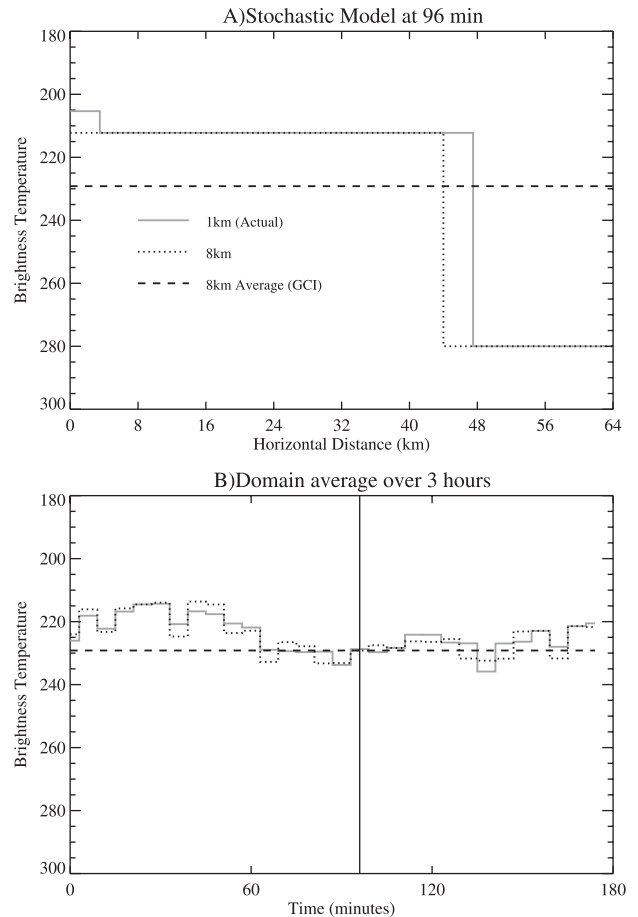 A)Stochastic Model at 96 min
180
200
220
240
260
280
300
Brightness Temperature
1km (Actual)
8km
8km Average (GCI)
0 8 16 24 32 40 48 56 64
Horizontal Distance (km)
B)Domain average over 3 hours
180
200
220
240
260
280
300
Brightness Temperature
0 60 120 180
Time (minutes)